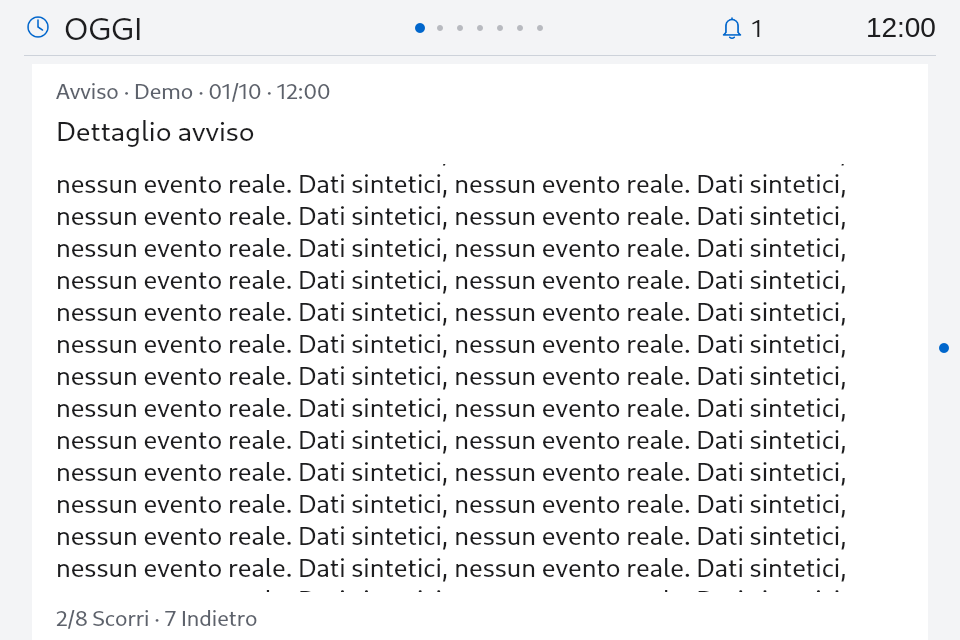 OGGI
1
12:00
Avviso · Demo · 01/10 · 12:00
Dettaglio avviso
nessun evento reale. Dati sintetici, nessun evento reale. Dati sintetici,
nessun evento reale. Dati sintetici, nessun evento reale. Dati sintetici,
nessun evento reale. Dati sintetici, nessun evento reale. Dati sintetici,
nessun evento reale. Dati sintetici, nessun evento reale. Dati sintetici,
nessun evento reale. Dati sintetici, nessun evento reale. Dati sintetici,
nessun evento reale. Dati sintetici, nessun evento reale. Dati sintetici,
nessun evento reale. Dati sintetici, nessun evento reale. Dati sintetici,
nessun evento reale. Dati sintetici, nessun evento reale. Dati sintetici,
nessun evento reale. Dati sintetici, nessun evento reale. Dati sintetici,
nessun evento reale. Dati sintetici, nessun evento reale. Dati sintetici,
nessun evento reale. Dati sintetici, nessun evento reale. Dati sintetici,
nessun evento reale. Dati sintetici, nessun evento reale. Dati sintetici,
nessun evento reale. Dati sintetici, nessun evento reale. Dati sintetici,
2/8 Scorri · 7 Indietro